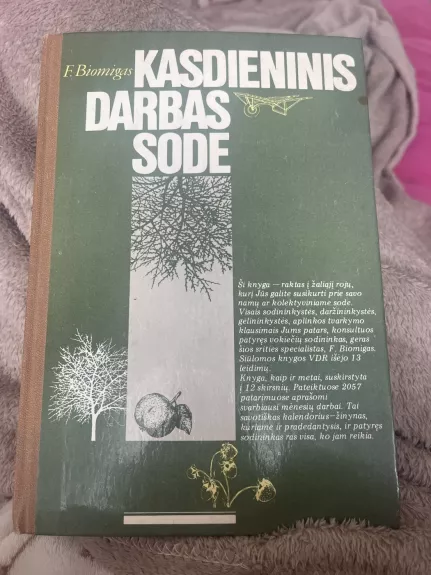 F. Biomigas KASDIENINIS
DARBAS
SODE
Ši knyga — raktas į žaliąjį rojų,
kurį Jūs galite susikurti prie savo
namų ar kolektyviniame sode.
Visais sodininkystės, daržininkystės,
gėlininkystės, aplinkos tvarkymo
klausimais Jums patars, konsultuos
patyręs vokiečių sodininkas, geras
šios srities specialistas, F. Biomigas.
Siūlomos knygos VDR išėjo 13
leidimų.
Knyga, kaip ir metai, suskirstyta
į 12 skirsnių. Pateiktuose 2057
patarimuose aprašomi
svarbiausi mėnesių darbai. Tai
savotiškas kalendorius—žinynas,
kuriame ir pradedantysis, ir patyręs
sodininkas ras visa, ko jam reikia.